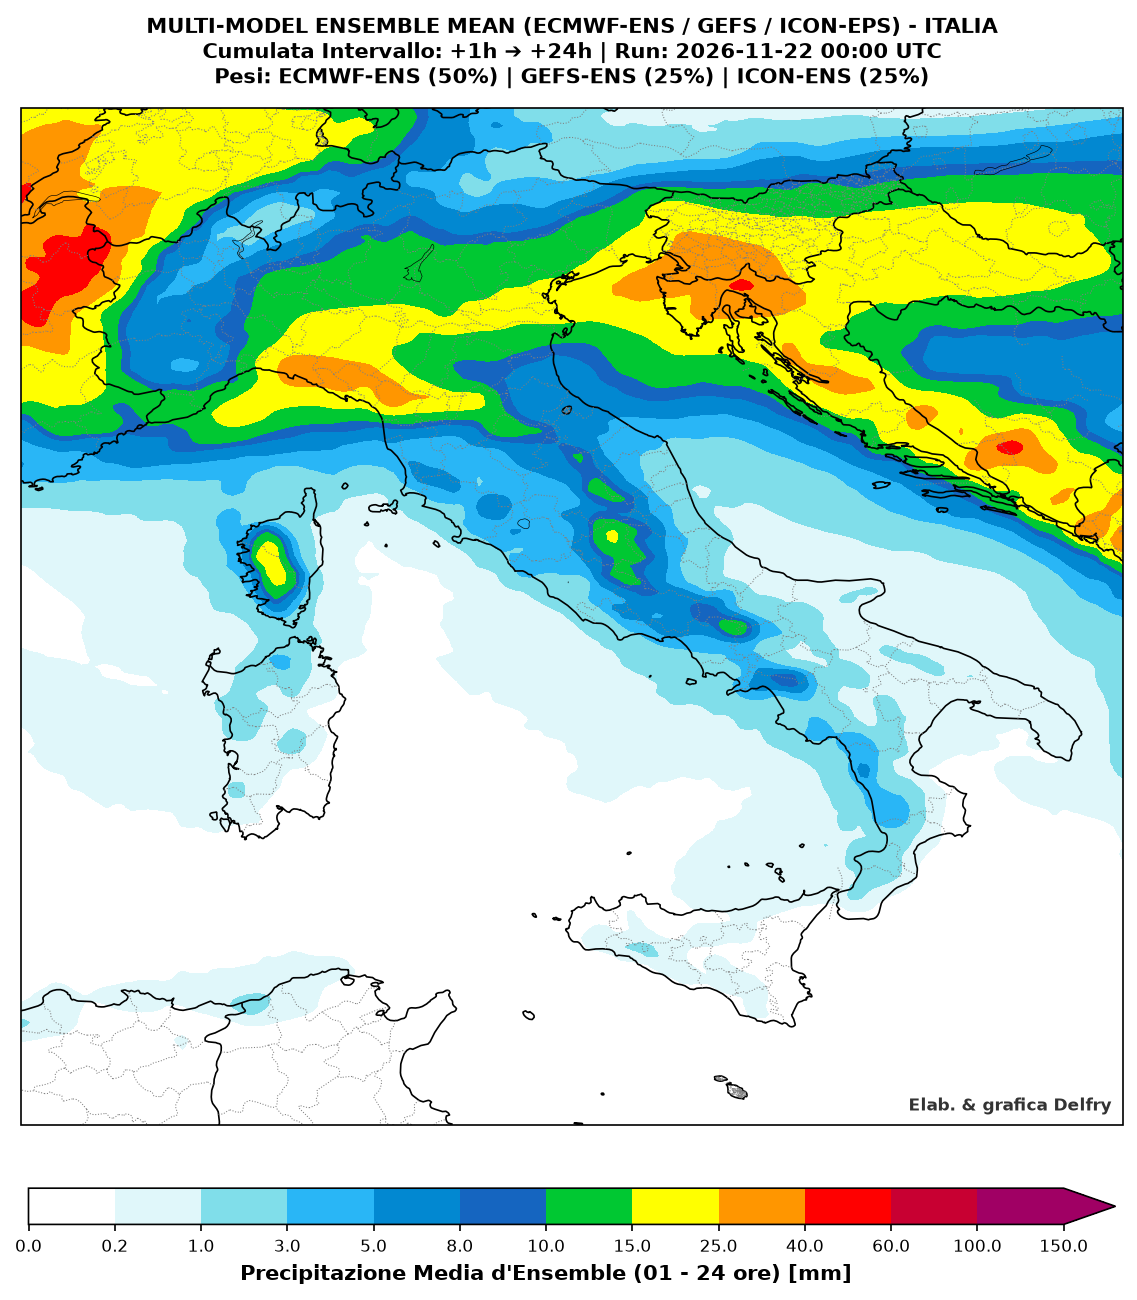 MULTI-MODEL ENSEMBLE MEAN (ECMWF-ENS / GEFS / ICON-EPS) - ITALIA
Cumulata Intervallo: +1h → +24h | Run: 2026-11-22 00:00 UTC
Pesi: ECMWF-ENS (50%) | GEFS-ENS (25%) | ICON-ENS (25%)
Elab. & grafica Delfry
0.0 0.2 1.0 3.0 5.0 8.0 10.0 15.0 25.0 40.0 60.0 100.0 150.0
Precipitazione Media d'Ensemble (01 - 24 ore) [mm]